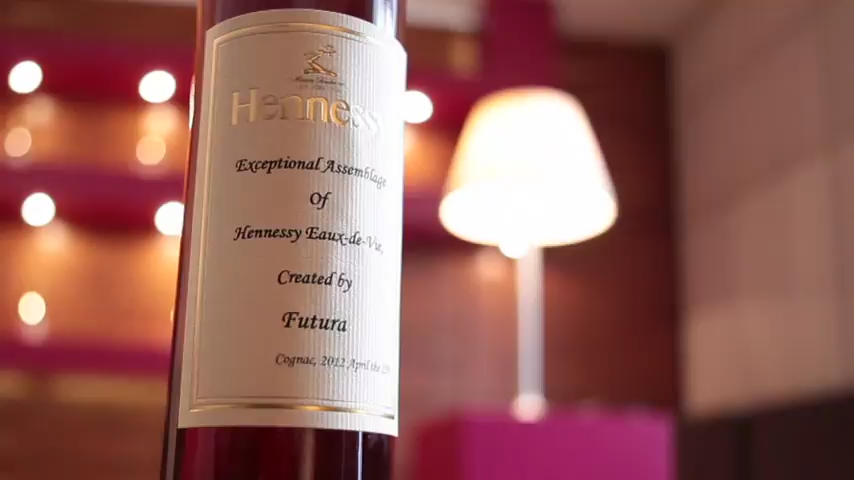 Hennessy
Exceptional Assemblage
Of
Hennessy Eaux-de-Vie,
Created by
Futura
Cognac, 2012 April the